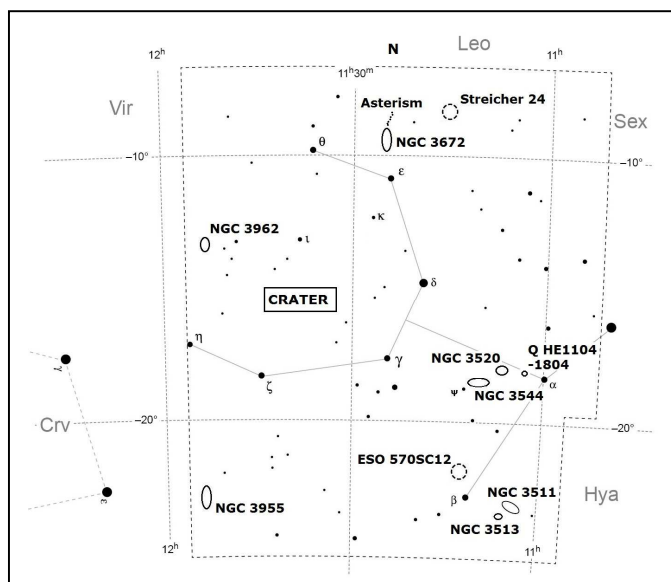 N
Leo
12h
11h
11h30m
Vir
Asterism
Streicher 24
Sex
NGC 3672
–10°
–10°
θ
ε
κ
NGC 3962
ι
δ
CRATER
η
γ
NGC 3520
Q HE1104
-1804
γ
ζ
ψ
NGC 3544
α
–20°
–20°
Crv
ESO 570SC12
ε
β
NGC 3511
Hya
NGC 3955
NGC 3513
12h
11h30m
11h